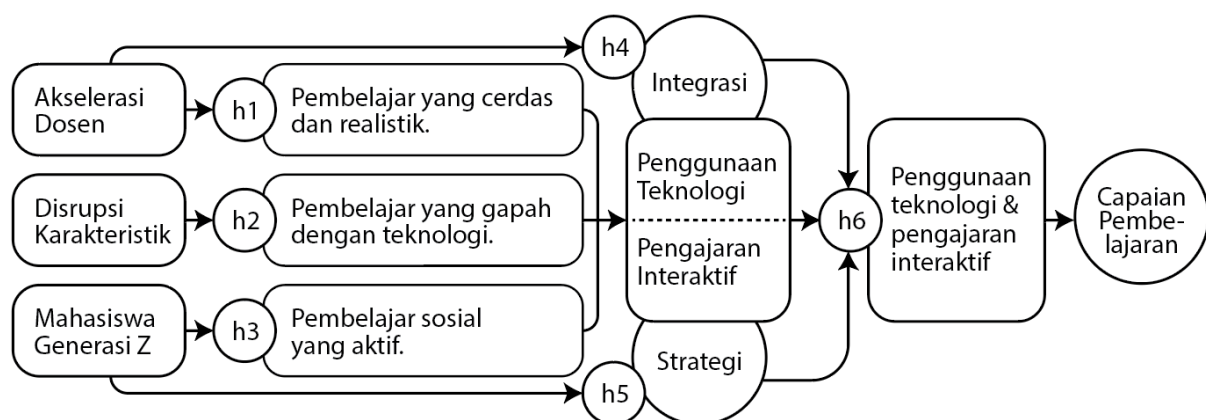 Akselerasi
Dosen
h1
Pembelajar yang cerdas
dan realistik.
Disrupsi
Karakteristik
h2
Pembelajar yang gapah
dengan teknologi.
Mahasiswa
Generasi Z
h3
Pembelajar sosial
yang aktif.
h4
Integrasi
Penggunaan
Teknologi
Pengajaran
Interaktif
h5
Strategi
h6
Penggunaan
teknologi &
pengajaran
interaktif
Capaian
Pembe-
lajaran